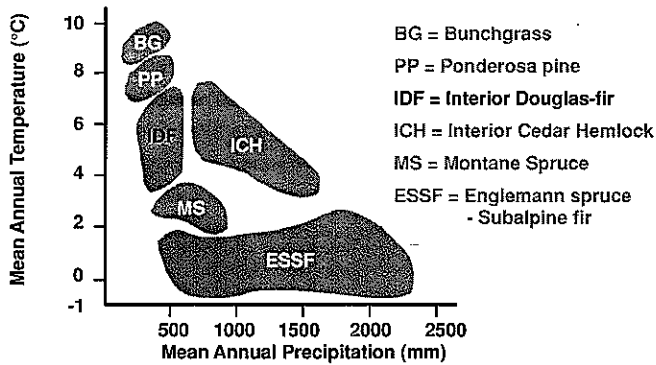 Mean Annual Temperature (°C)
10
8
6
4
2
0
-1
BG
PP
IDF
ICH
MS
ESSF
500
1000
1500
2000
2500
Mean Annual Precipitation (mm)
BG = Bunchgrass
PP = Ponderosa pine
IDF = Interior Douglas-fir
ICH = Interior Cedar Hemlock
MS = Montane Spruce
ESSF = Englemann spruce
- Subalpine fir